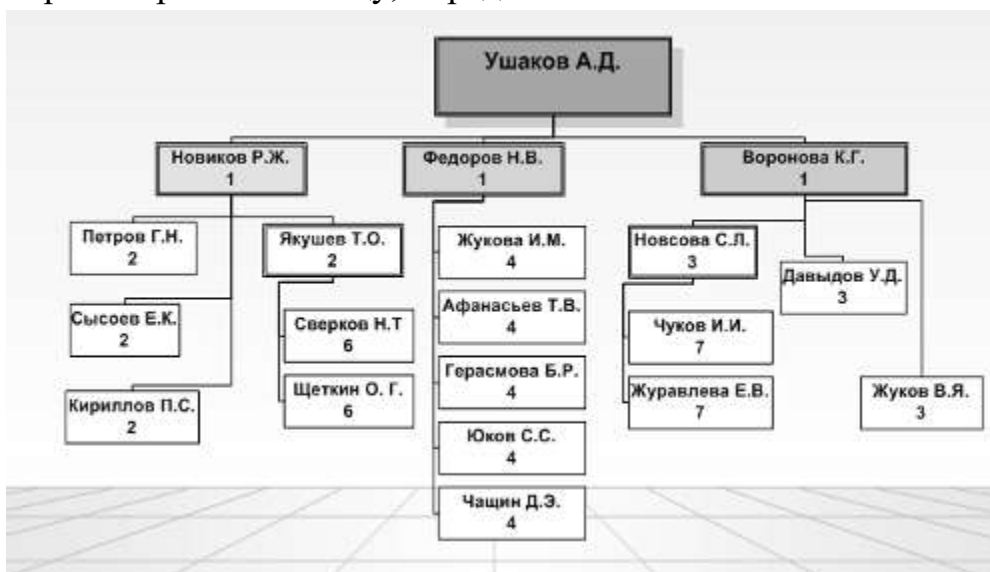 Ушаков А.Д.
Новиков Р.Ж.
1
Федоров Н.В.
1
Воронова К.Г.
1
Петров Г.Н.
2
Якушев Т.О.
2
Сысоев Е.К.
2
Сверков Н.Т
6
Щеткин О. Г.
6
Кириллов П.С.
2
Жукова И.М.
4
Афанасьев Т.В.
4
Герасмова Б.Р.
4
Юков С.С.
4
Чащин Д.Э.
4
Новсова С.Л.
3
Давыдов У.Д.
3
Чуков И.И.
7
Журавлева Е.В.
7
Жуков В.Я.
3